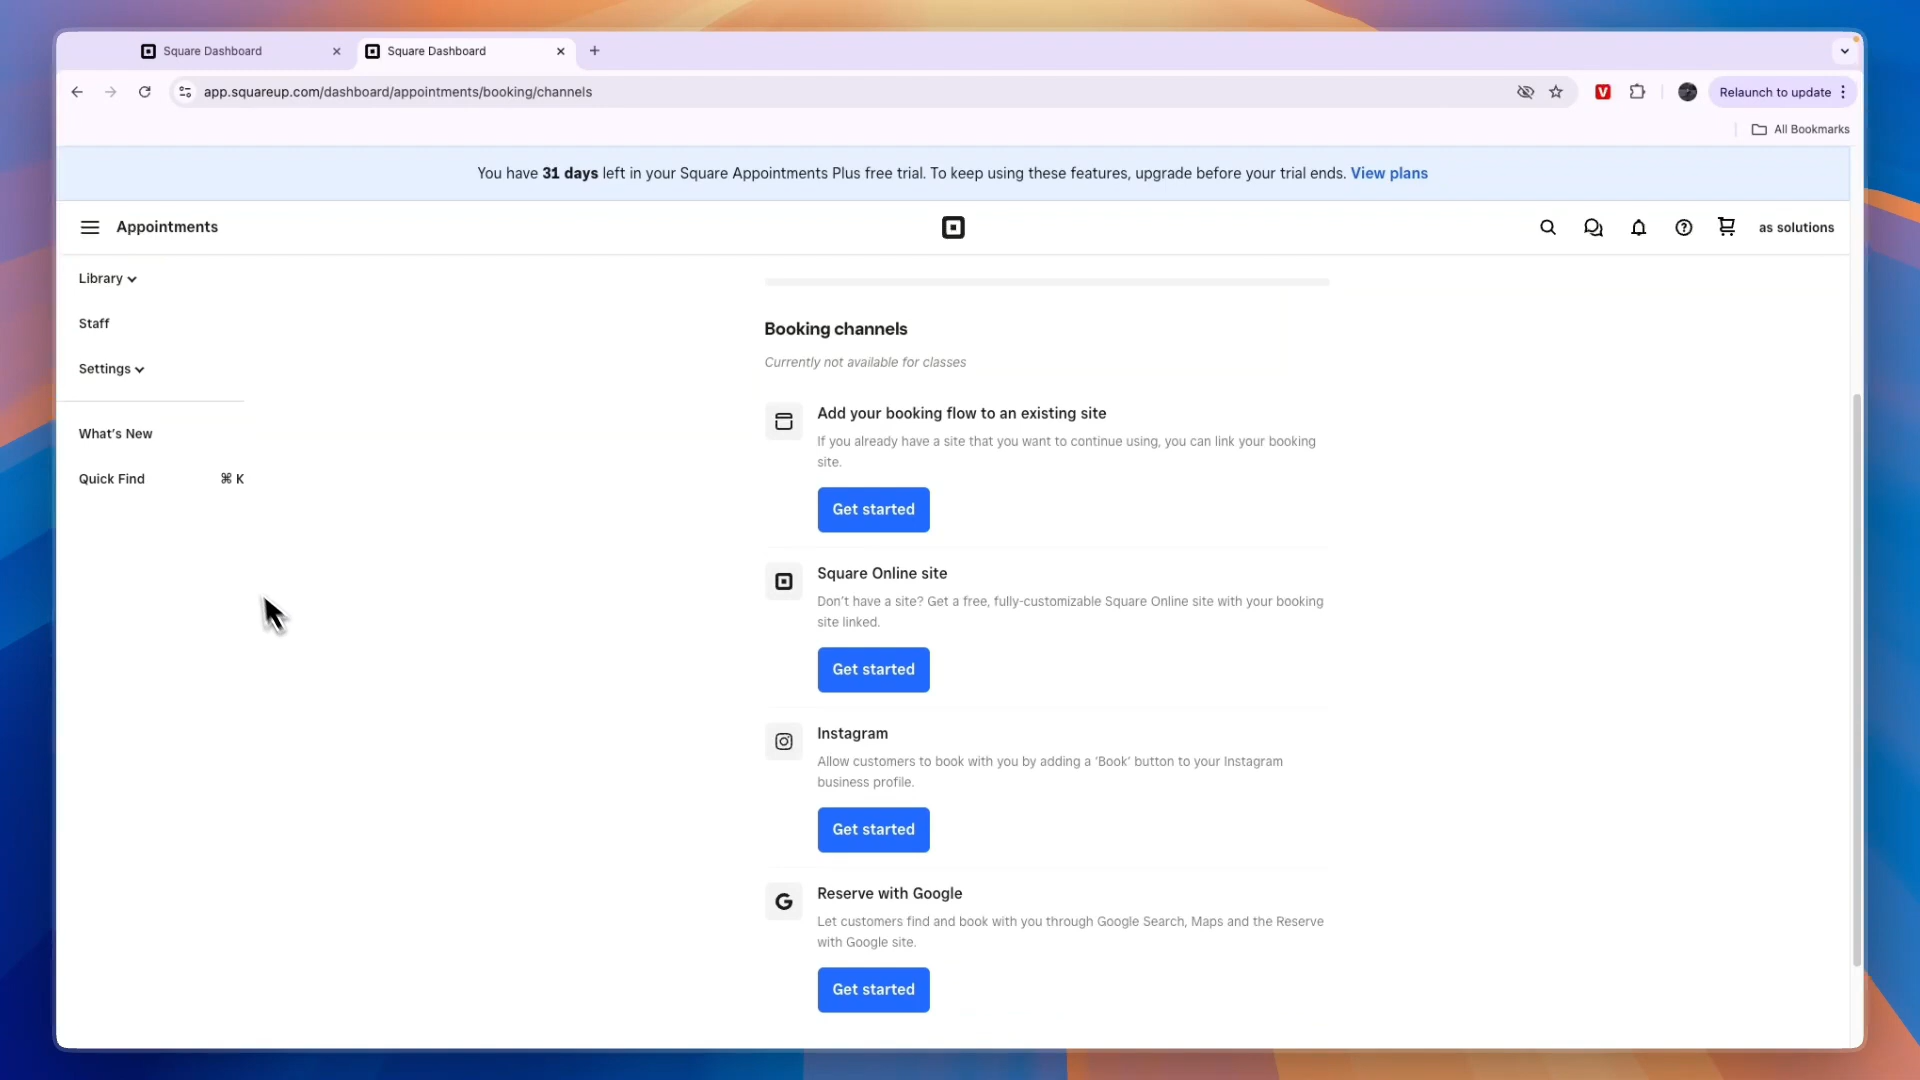 Square Dashboard
Square Dashboard
app.squareup.com/dashboard/appointments/booking/channels
Relaunch to update
All Bookmarks
You have 31 days left in your Square Appointments Plus free trial. To keep using these features, upgrade before your trial ends. View plans
Appointments
as solutions
Library
Staff
Settings
What's New
Quick Find ⌘ K
Booking channels
Currently not available for classes
Add your booking flow to an existing site
If you already have a site that you want to continue using, you can link your booking
site.
Get started
Square Online site
Don't have a site? Get a free, fully-customizable Square Online site with your booking
site linked.
Get started
Instagram
Allow customers to book with you by adding a 'Book' button to your Instagram
business profile.
Get started
Reserve with Google
Let customers find and book with you through Google Search, Maps and the Reserve
with Google site.
Get started